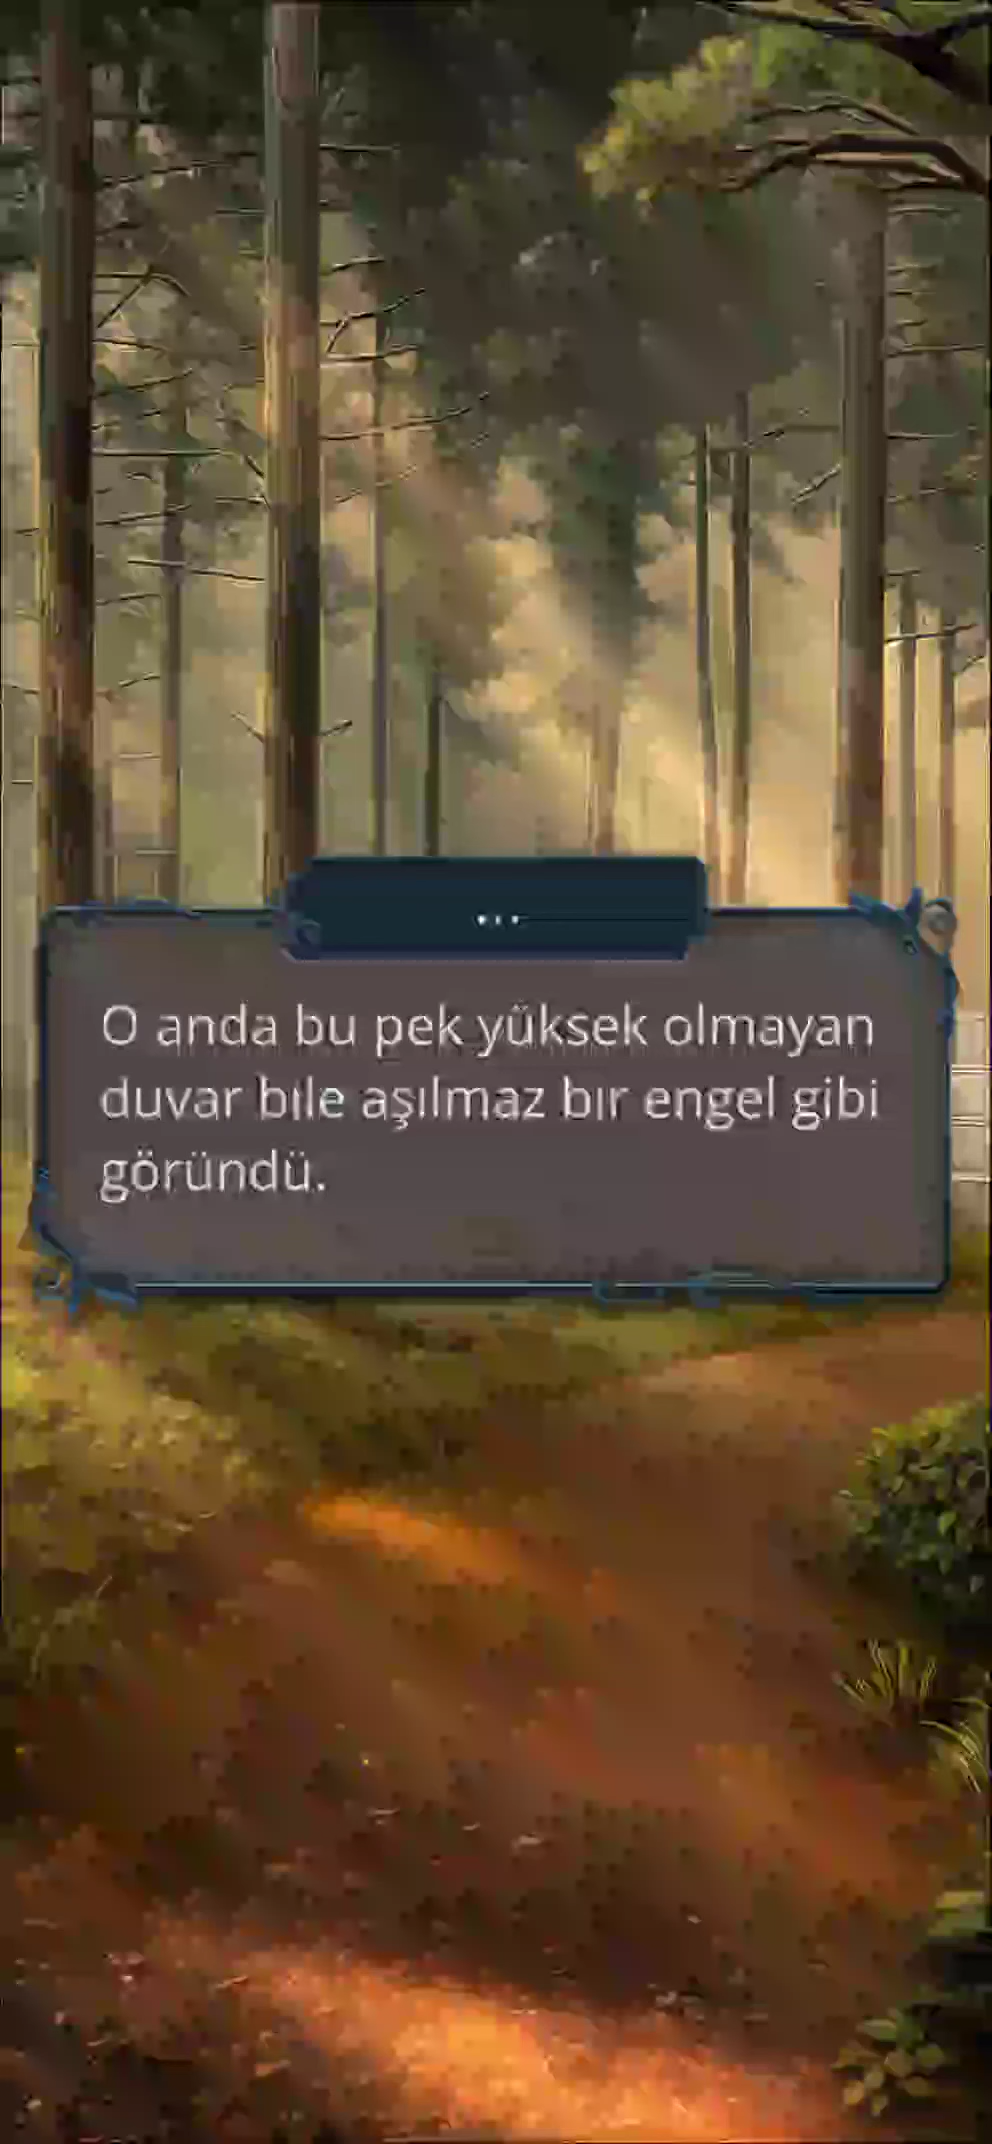 ...
O anda bu pek yüksek olmayan
duvar bile aşılmaz bir engel gibi
göründü.